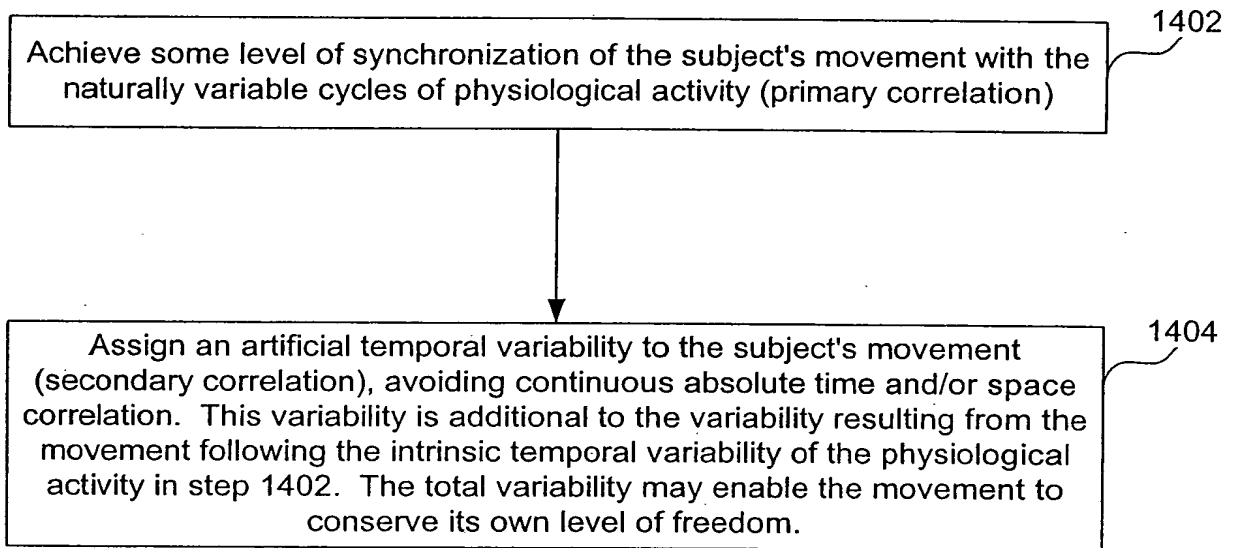 1402
Achieve some level of synchronization of the subject's movement with the
naturally variable cycles of physiological activity (primary correlation)
1404
Assign an artificial temporal variability to the subject's movement
(secondary correlation), avoiding continuous absolute time and/or space
correlation. This variability is additional to the variability resulting from the
movement following the intrinsic temporal variability of the physiological
activity in step 1402. The total variability may enable the movement to
conserve its own level of freedom.